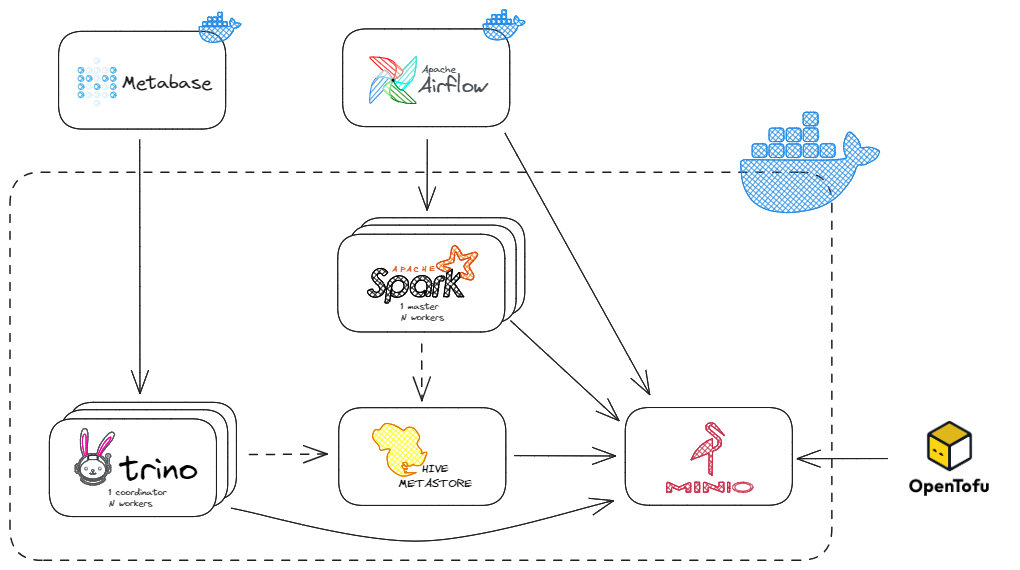 Metabase
Apache
Airflow
APACHE
Spark
1 master
N workers
trino
1 coordinator
N workers
HIVE
METASTORE
MINIO
OpenTofu